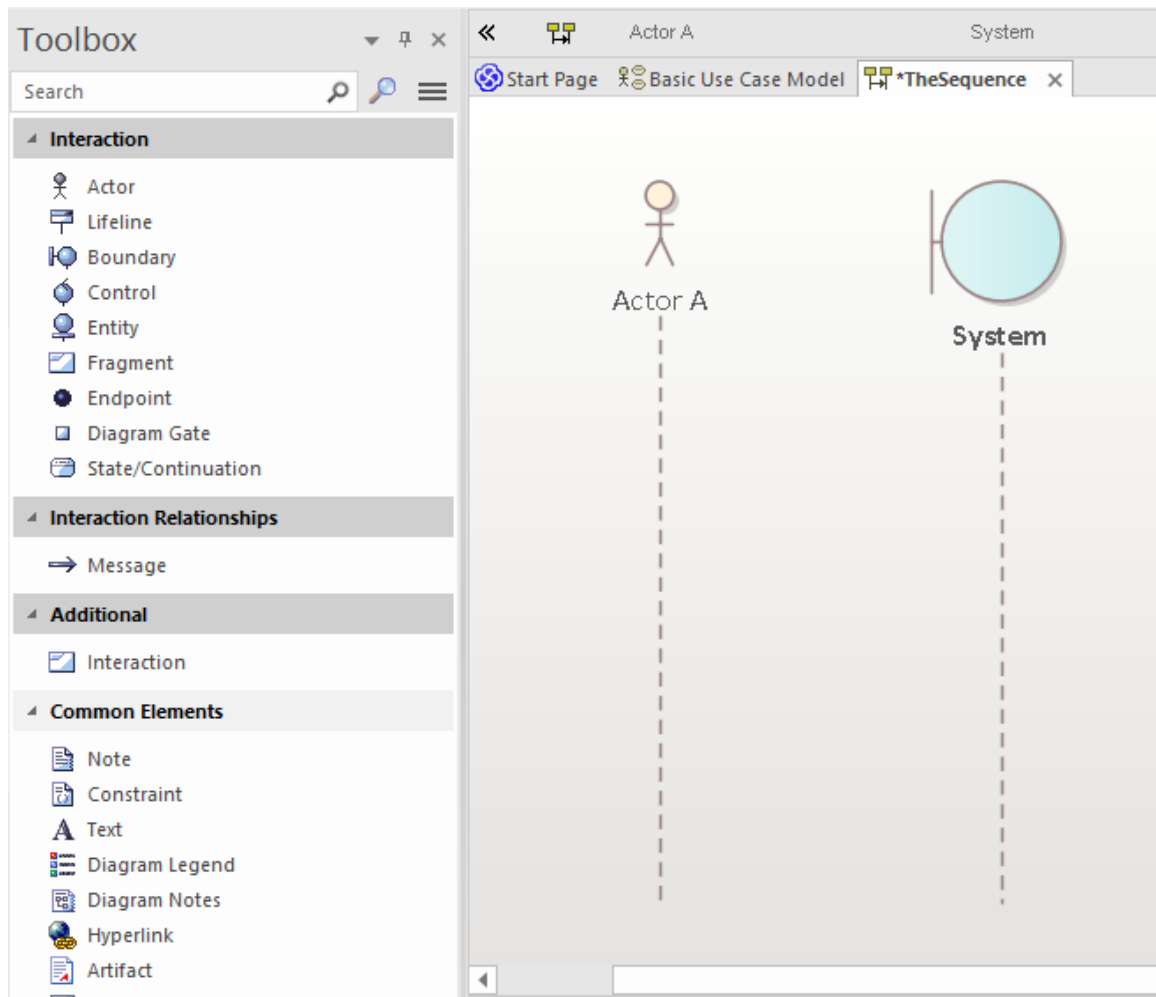 Toolbox
Search
Interaction
Actor
Lifeline
Boundary
Control
Entity
Fragment
Endpoint
Diagram Gate
State/Continuation
Interaction Relationships
Message
Additional
Interaction
Common Elements
Note
Constraint
Text
Diagram Legend
Diagram Notes
Hyperlink
Artifact
Actor A System
Start Page Basic Use Case Model *TheSequence
Actor A
System